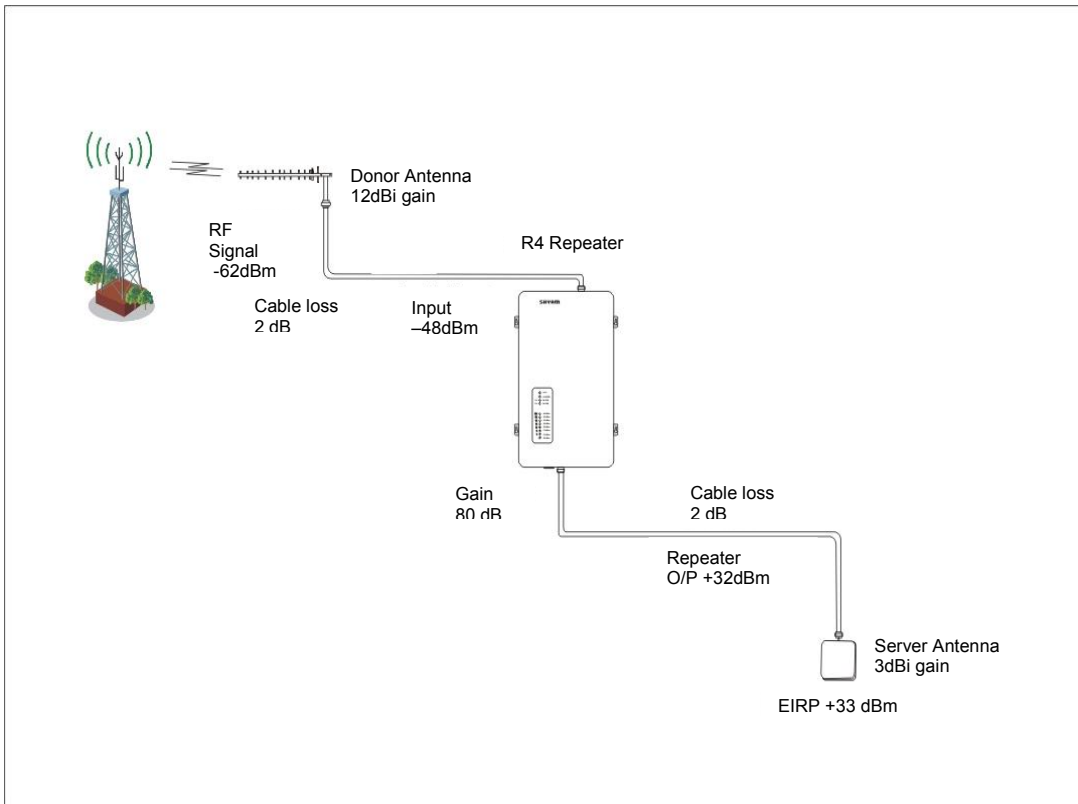 Donor Antenna
12dBi gain
RF
Signal
-62dBm
R4 Repeater
Cable loss
2 dB
Input
–48dBm
Gain
80 dB
Cable loss
2 dB
Repeater
O/P +32dBm
Server Antenna
3dBi gain
EIRP +33 dBm